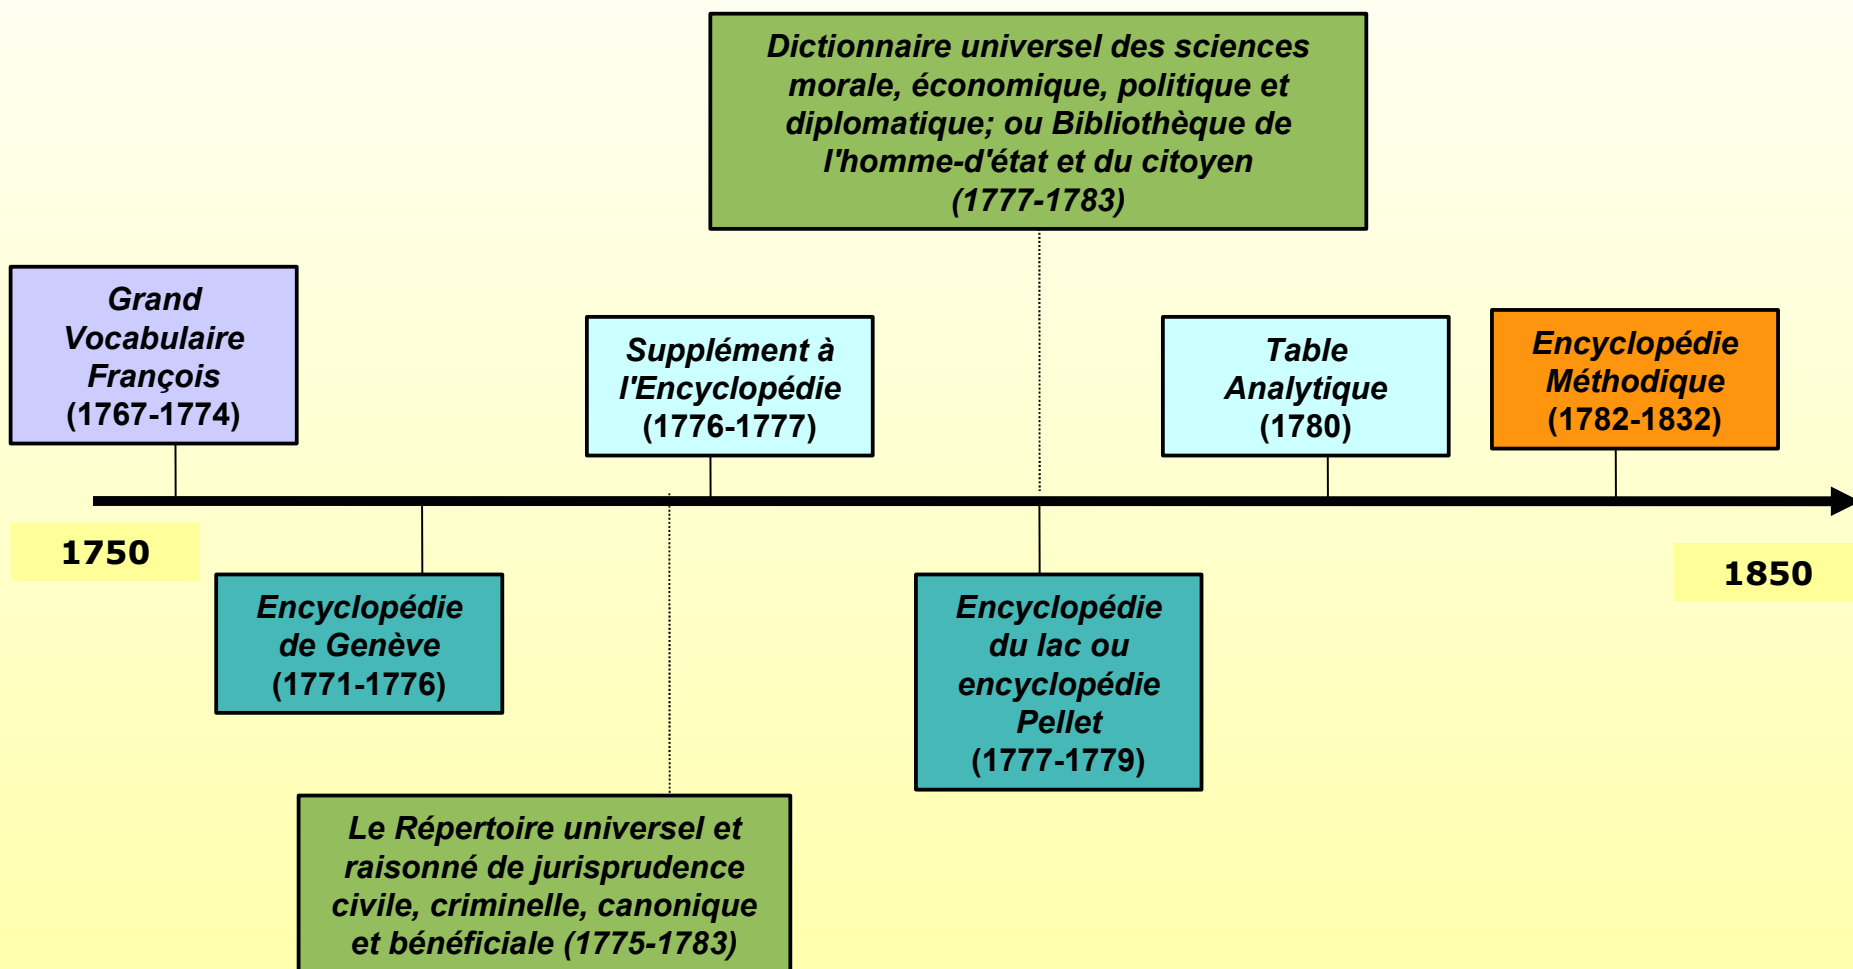 Dictionnaire universel des sciences
morale, économique, politique et
diplomatique; ou Bibliothèque de
l'homme-d'état et du citoyen
(1777-1783)
Grand
Vocabulaire
François
(1767-1774)
Supplément à
l'Encyclopédie
(1776-1777)
Table
Analytique
(1780)
Encyclopédie
Méthodique
(1782-1832)
1750
1850
Encyclopédie
de Genève
(1771-1776)
Encyclopédie
du lac ou
encyclopédie
Pellet
(1777-1779)
Le Répertoire universel et
raisonné de jurisprudence
civile, criminelle, canonique
et bénéficiale (1775-1783)